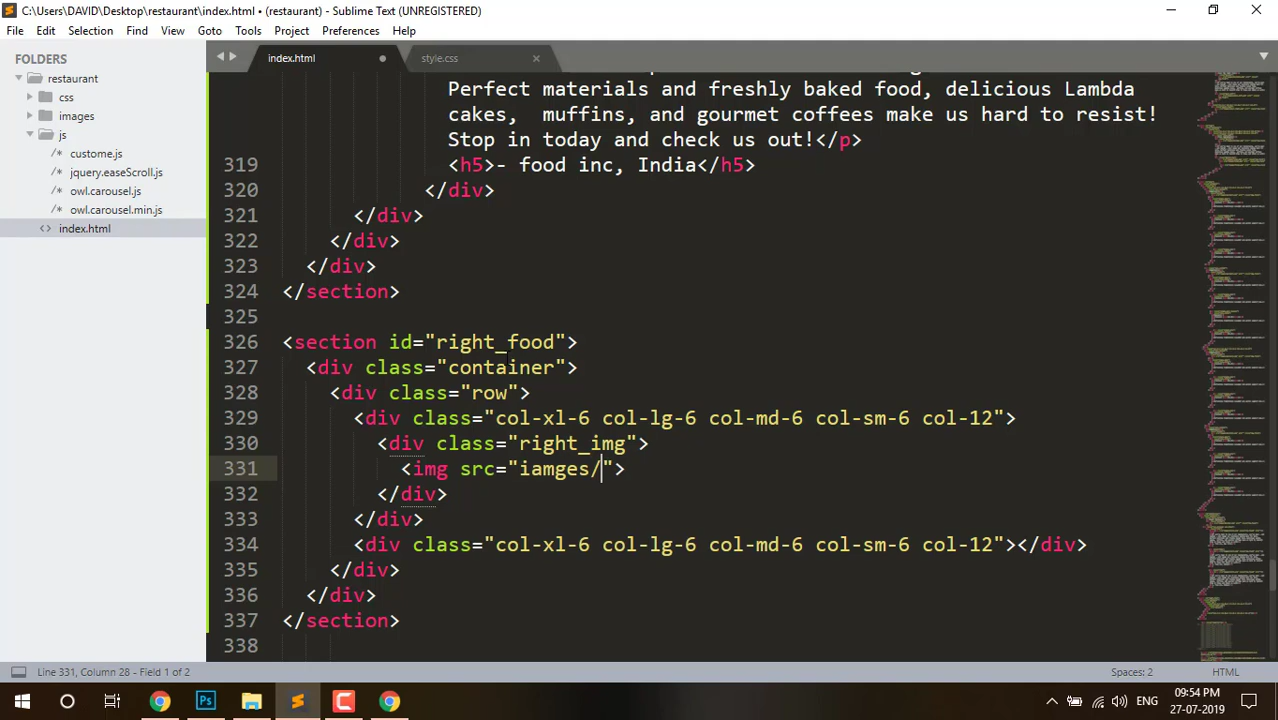 C:\Users\DAVID\Desktop\restaurant\index.html • (restaurant) - Sublime Text (UNREGISTERED)
File Edit Selection Find View Goto Tools Project Preferences Help
FOLDERS
restaurant
css
images
js
/* custome.js
/* jquery.easeScroll.js
/* owl.carousel.js
/* owl.carousel.min.js
<> index.html
index.html
style.css
Perfect materials and freshly baked food, delicious Lambda
cakes,  muffins, and gourmet coffees make us hard to resist!
Stop in today and check us out!</p>
319 <h5>- food inc, India</h5>
320 </div>
321 </div>
322 </div>
323 </div>
324 </section>
325
326 <section id="right_food">
327 <div class="container">
328 <div class="row">
329 <div class="col-xl-6 col-lg-6 col-md-6 col-sm-6 col-12">
330 <div class="right_img">
331 <img src="iamges/">
332 </div>
333 </div>
334 <div class="col-xl-6 col-lg-6 col-md-6 col-sm-6 col-12"></div>
335 </div>
336 </div>
337 </section>
338
Line 331, Column 28 - Field 1 of 2
Spaces: 2
HTML
Ps
ENG
09:54 PM
27-07-2019